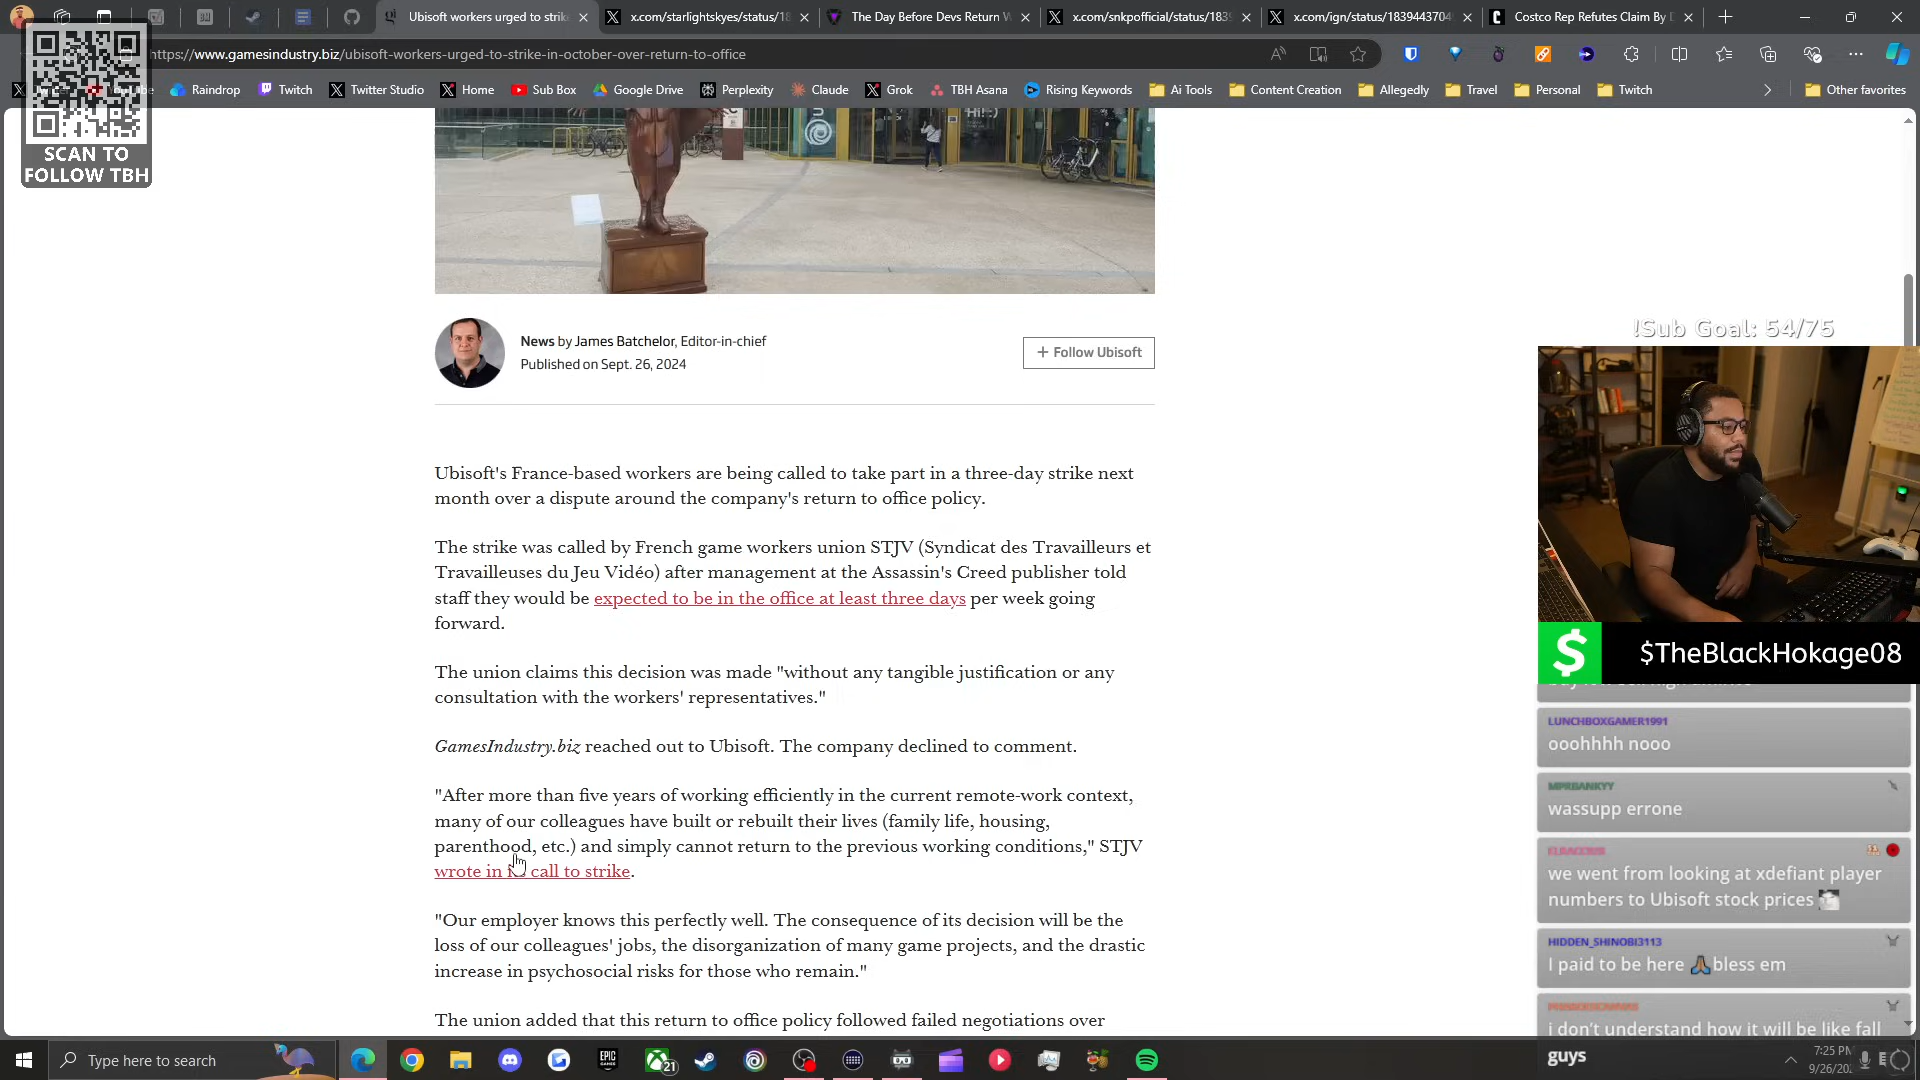 Ubisoft workers urged to strik
x.com/starlightskyes/status/18
The Day Before Devs Return W
x.com/snkpofficial/status/183
x.com/ign/status/1839443704
Costco Rep Refutes Claim By D
https://www.gamesindustry.biz/ubisoft-workers-urged-to-strike-in-october-over-return-to-office
Raindrop
Twitch
Twitter Studio
Home
Sub Box
Google Drive
Perplexity
Claude
Grok
TBH Asana
Rising Keywords
Ai Tools
Content Creation
Allegedly
Travel
Personal
Twitch
Other favorites
SCAN TO
FOLLOW TBH
News by James Batchelor, Editor-in-chief
Published on Sept. 26, 2024
+ Follow Ubisoft
Ubisoft's France-based workers are being called to take part in a three-day strike next
month over a dispute around the company's return to office policy.
The strike was called by French game workers union STJV (Syndicat des Travailleurs et
Travailleuses du Jeu Vidéo) after management at the Assassin's Creed publisher told
staff they would be expected to be in the office at least three days per week going
forward.
The union claims this decision was made "without any tangible justification or any
consultation with the workers' representatives."
GamesIndustry.biz reached out to Ubisoft. The company declined to comment.
"After more than five years of working efficiently in the current remote-work context,
many of our colleagues have built or rebuilt their lives (family life, housing,
parenthood, etc.) and simply cannot return to the previous working conditions," STJV
wrote in call to strike.
"Our employer knows this perfectly well. The consequence of its decision will be the
loss of our colleagues' jobs, the disorganization of many game projects, and the drastic
increase in psychosocial risks for those who remain."
The union added that this return to office policy followed failed negotiations over
!Sub Goal: 54/75
$TheBlackHokage08
LUNCHBOXGAMER1991
ooohhhh nooo
MPRBANKYY
wassupp errone
we went from looking at xdefiant player
numbers to Ubisoft stock prices
HIDDEN_SHINOBI3113
I paid to be here 🙏🏾bless em
i don't understand how it will be like fall
guys
Type here to search
EPIC
21
7:25 PM
9/26/20